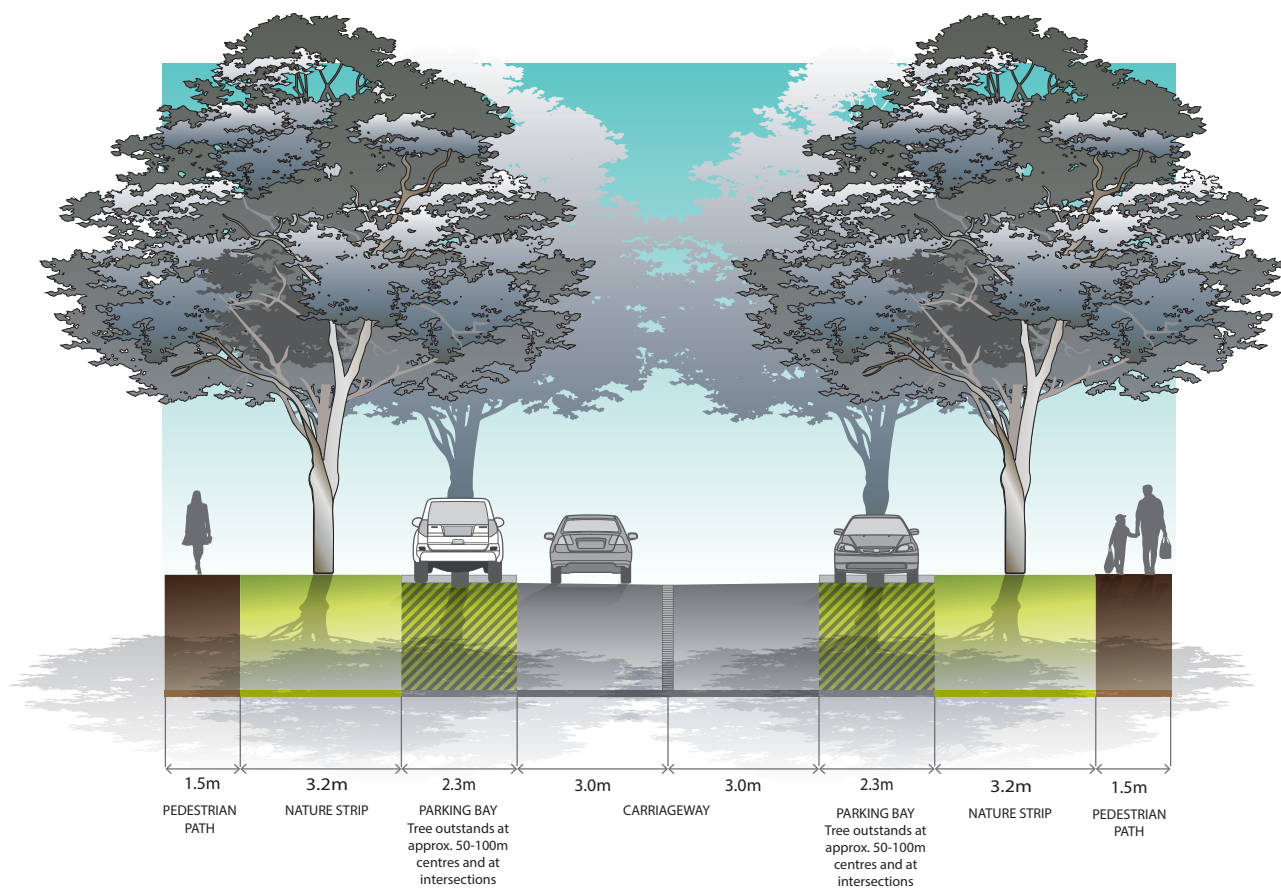 1.5m
3.2m
2.3m
3.0m
3.0m
2.3m
3.2m
1.5m
PEDESTRIAN
PATH
NATURE STRIP
PARKING BAY
Tree outstands at
approx. 50-100m
centres and at
intersections
CARRIAGEWAY
PARKING BAY
Tree outstands at
approx. 50-100m
centres and at
intersections
NATURE STRIP
PEDESTRIAN
PATH